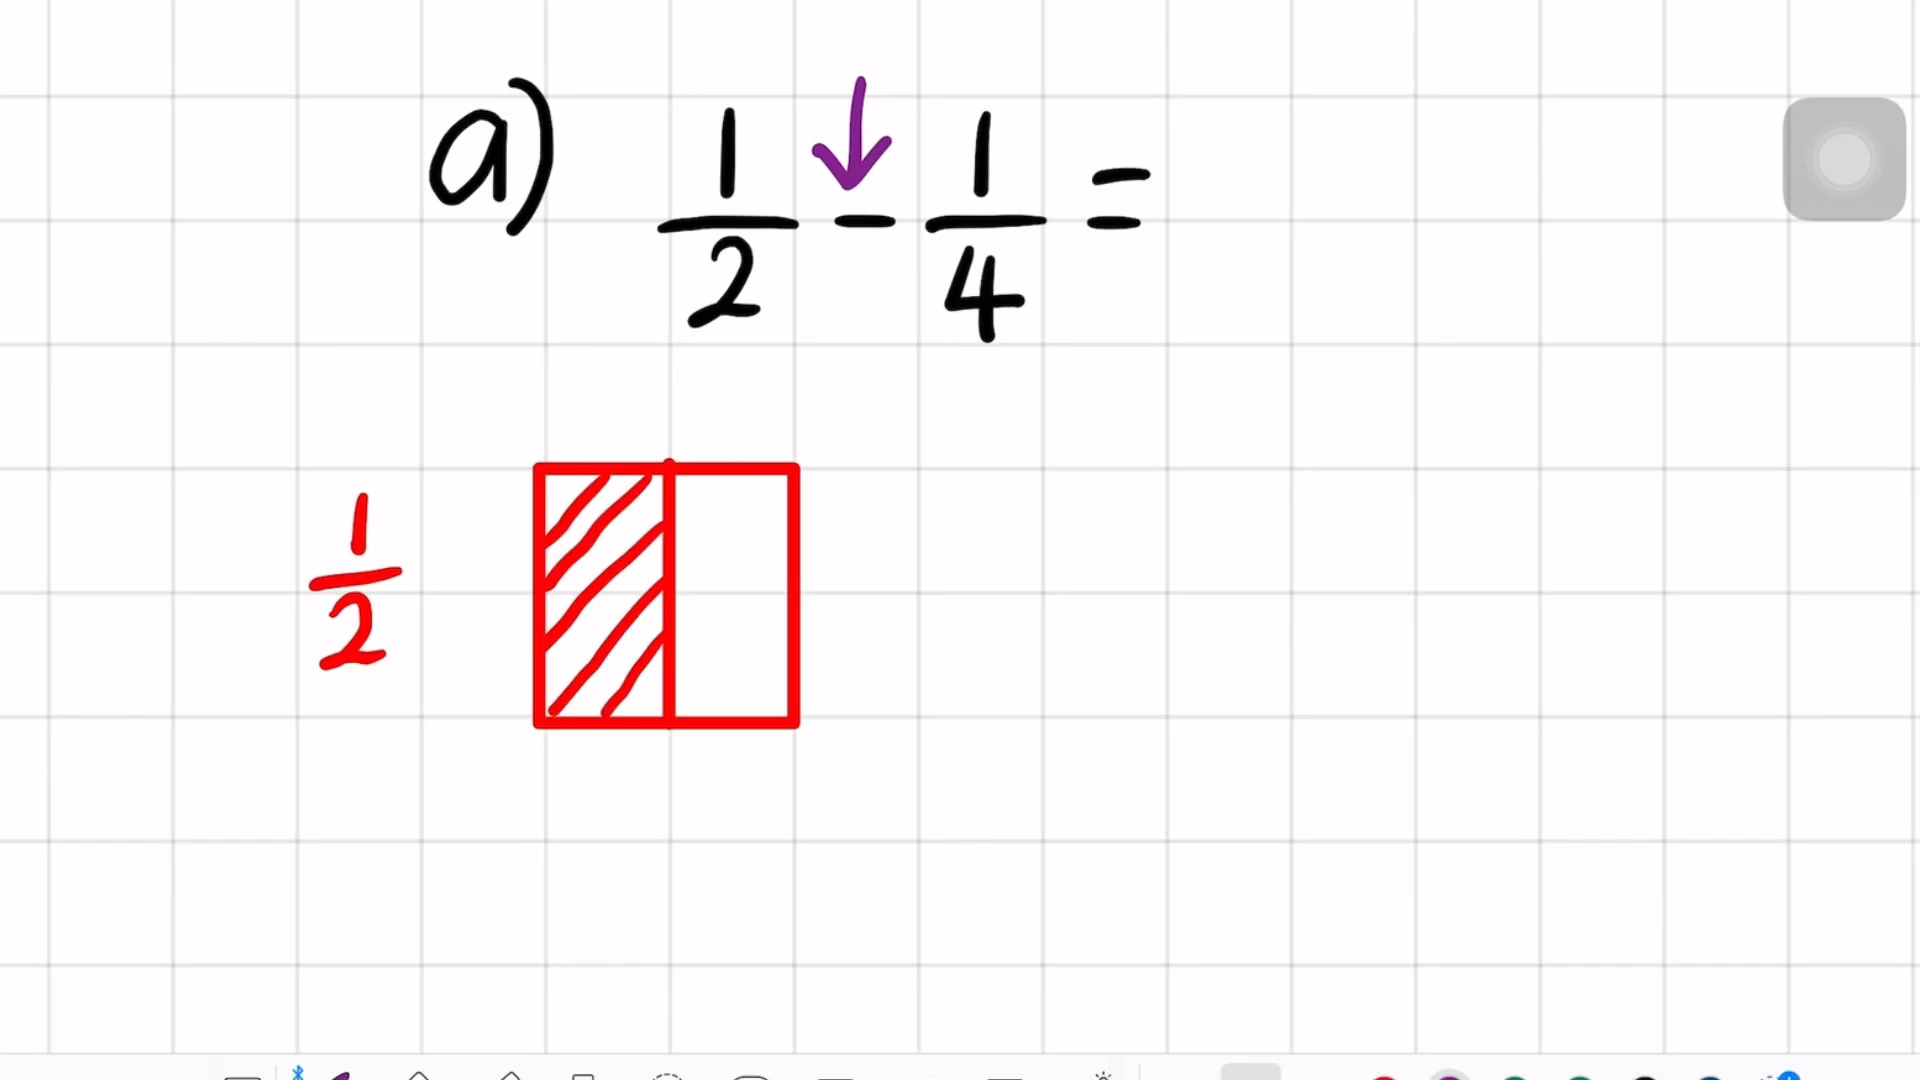 a) 1/2 - 1/4 =
1/2